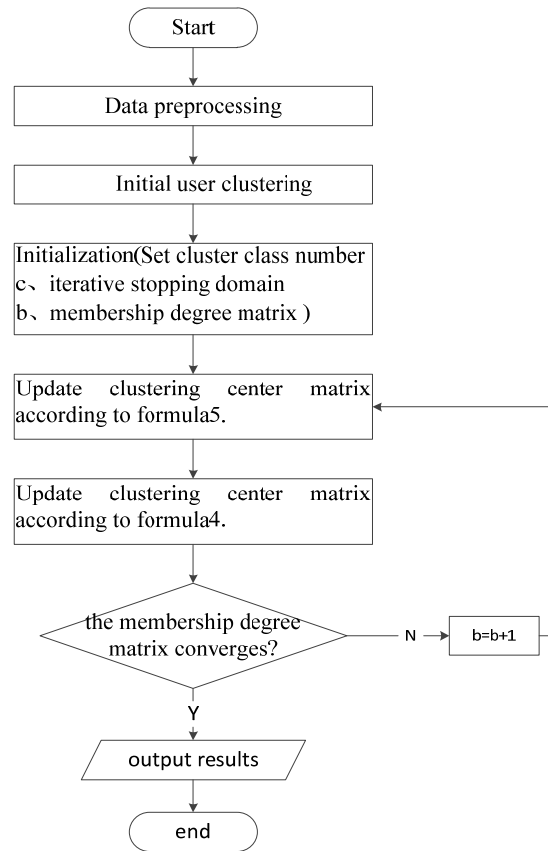 Start
Data preprocessing
Initial user clustering
Initialization(Set cluster class number
c、iterative stopping domain
b、membership degree matrix )
Update clustering center matrix
according to formula5.
Update clustering center matrix
according to formula4.
the membership degree
matrix converges?
N
b=b+1
Y
output results
end